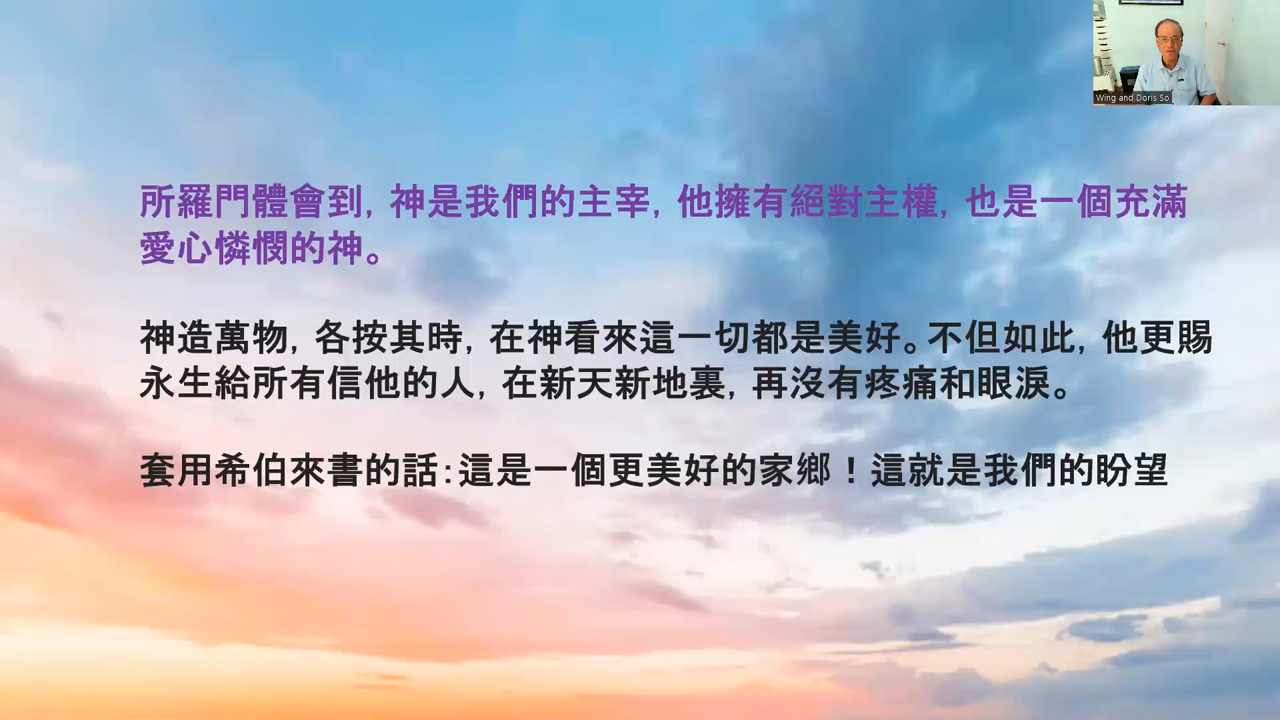 Wing and Doris So
所羅門體會到, 神是我們的主宰, 他擁有絕對主權, 也是一個充滿
愛心憐憫的神。
神造萬物, 各按其時, 在神看來這一切都是美好。不但如此, 他更賜
永生給所有信他的人, 在新天新地裏, 再沒有疼痛和眼淚。
套用希伯來書的話:這是一個更美好的家鄉！這就是我們的盼望